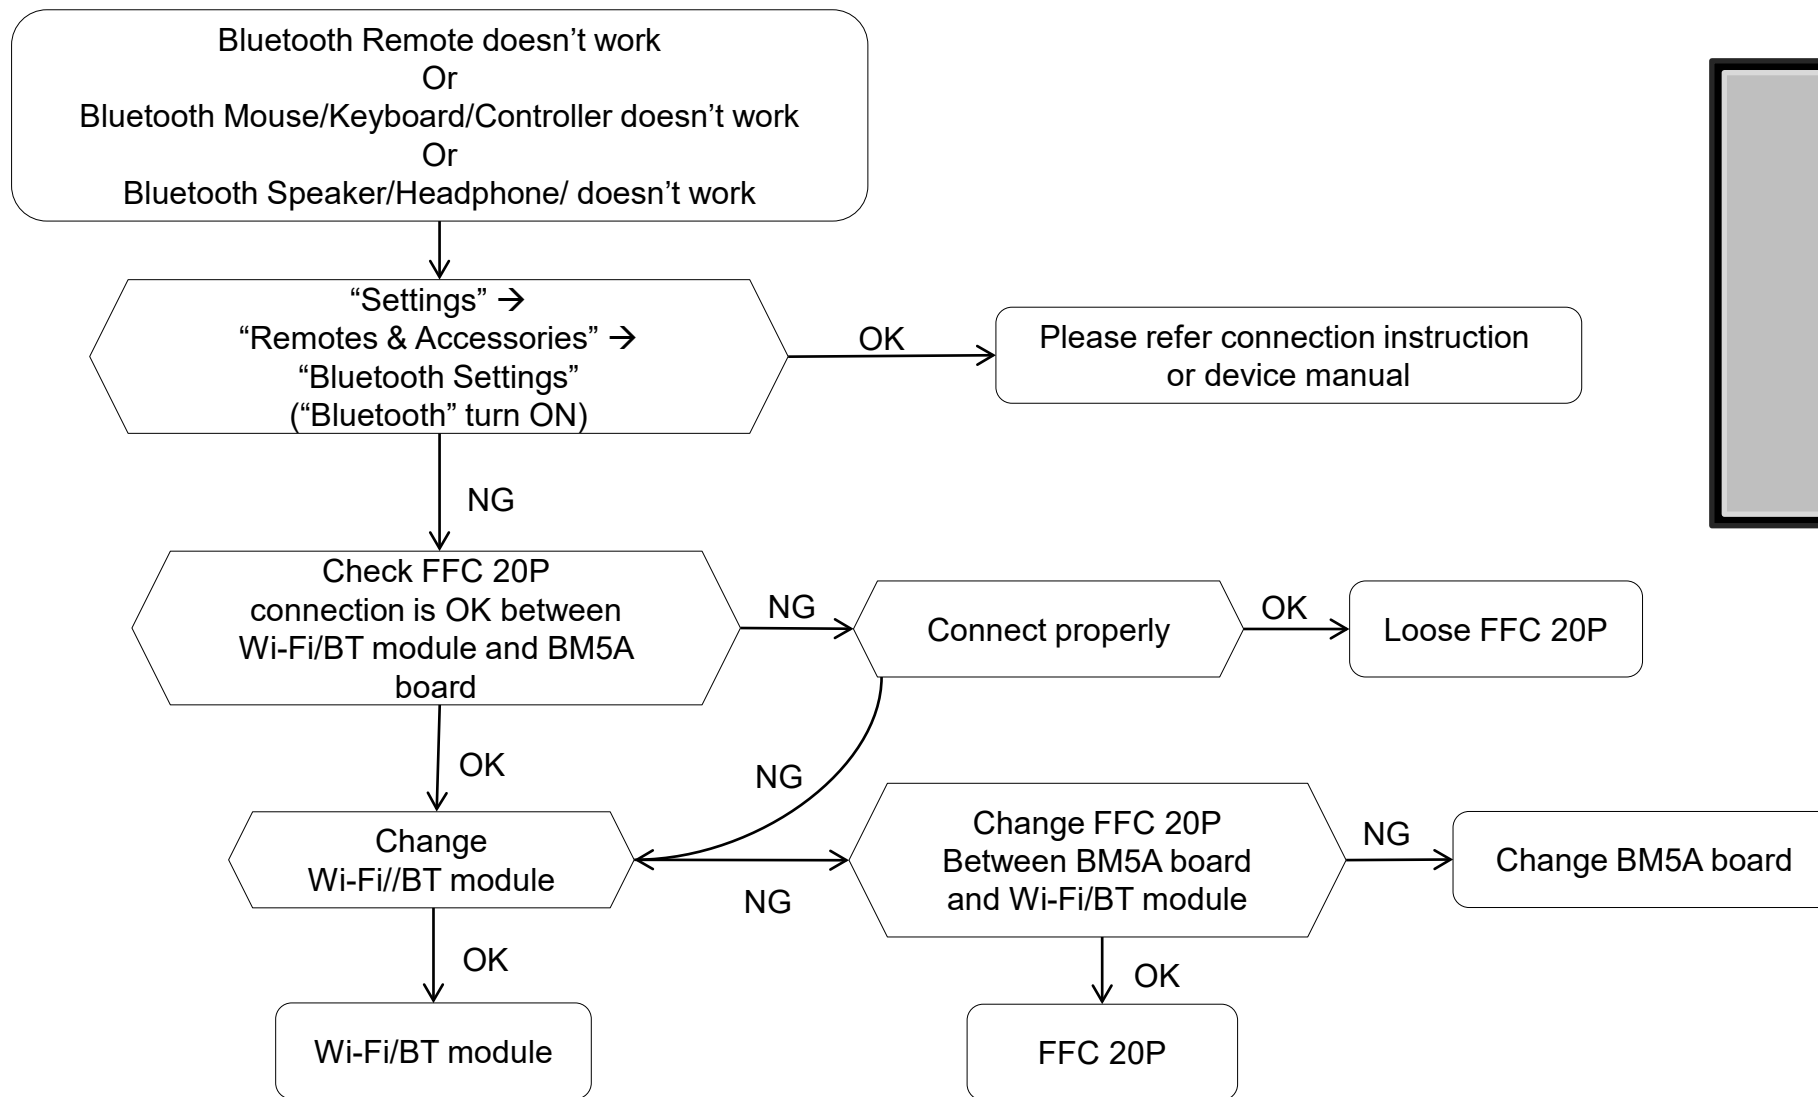 Bluetooth Remote doesn’t work
Or
Bluetooth Mouse/Keyboard/Controller doesn’t work
Or
Bluetooth Speaker/Headphone/ doesn’t work
“Settings” →
“Remotes & Accessories” →
“Bluetooth Settings”
(“Bluetooth” turn ON)
OK
Please refer connection instruction
or device manual
NG
Check FFC 20P
connection is OK between
Wi-Fi/BT module and BM5A
board
NG
Connect properly
OK
Loose FFC 20P
OK
NG
Change
Wi-Fi//BT module
NG
Change FFC 20P
Between BM5A board
and Wi-Fi/BT module
NG
Change BM5A board
OK
Wi-Fi/BT module
OK
FFC 20P